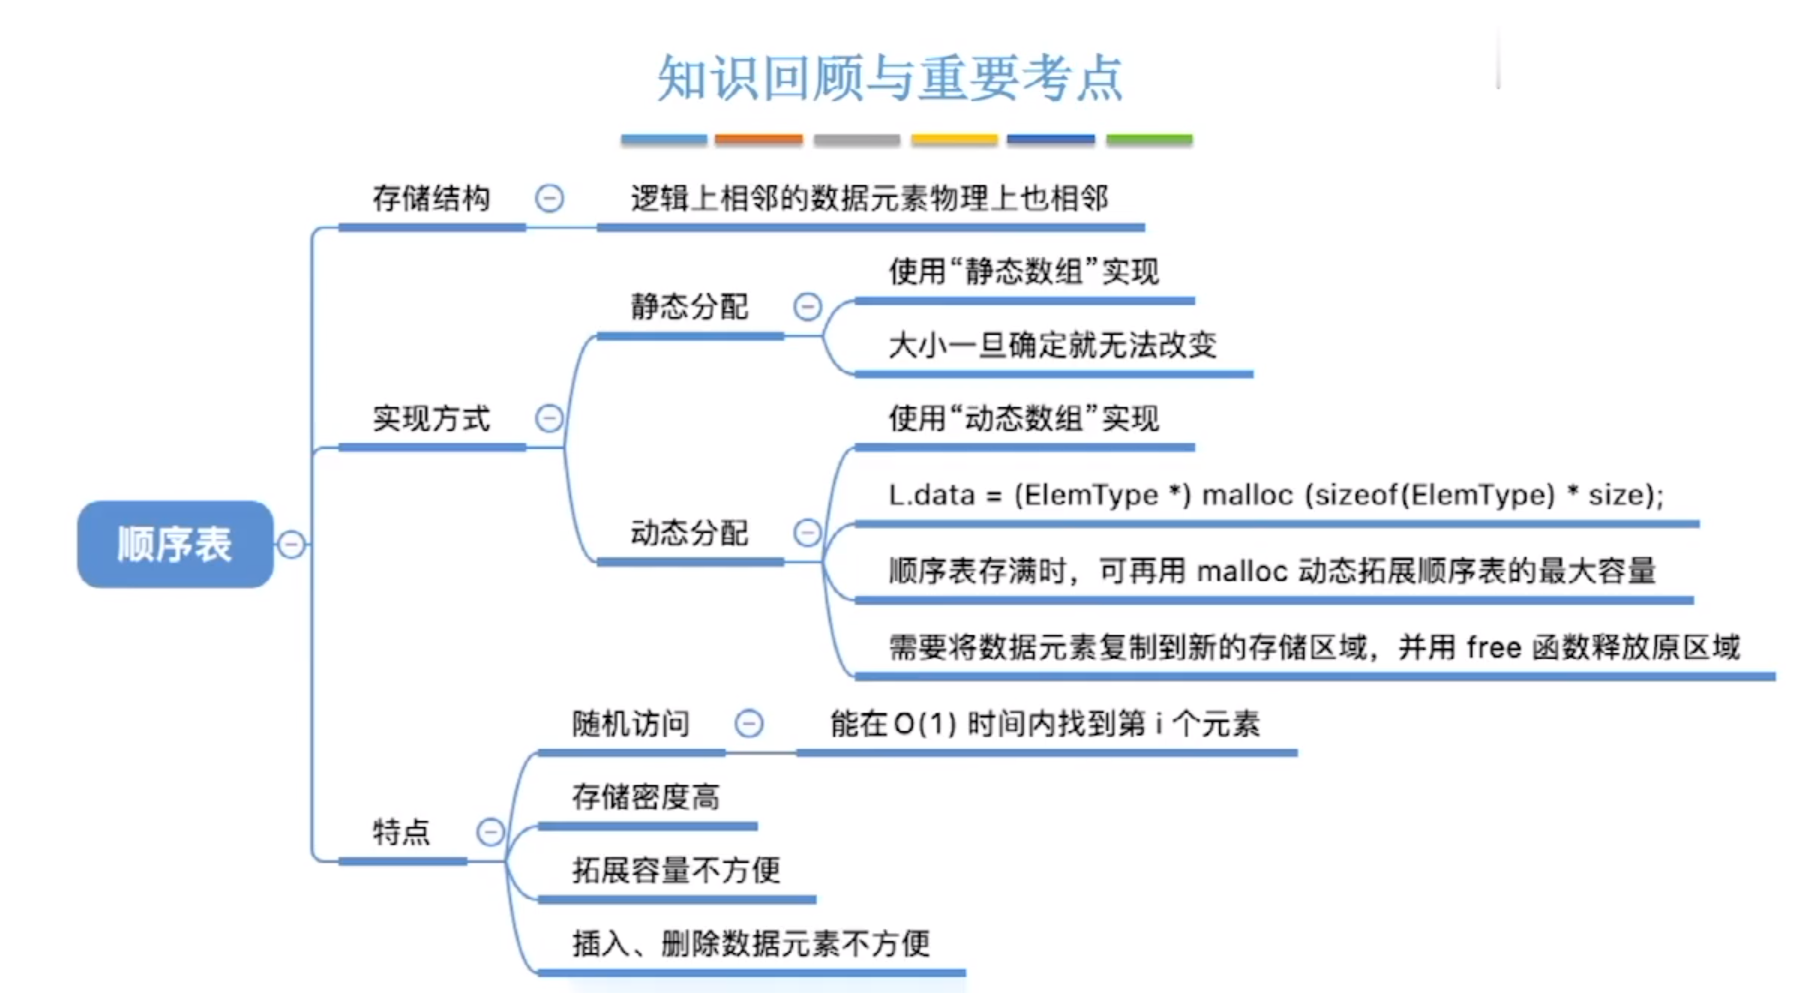 知识回顾与重要考点
存储结构
逻辑上相邻的数据元素物理上也相邻
使用“静态数组”实现
静态分配
大小一旦确定就无法改变
实现方式
使用“动态数组”实现
L.data = (ElemType *) malloc (sizeof(ElemType) * size);
动态分配
顺序表
顺序表存满时，可再用 malloc 动态拓展顺序表的最大容量
需要将数据元素复制到新的存储区域，并用 free 函数释放原区域
随机访问
能在O(1) 时间内找到第 i 个元素
存储密度高
特点
拓展容量不方便
插入、删除数据元素不方便